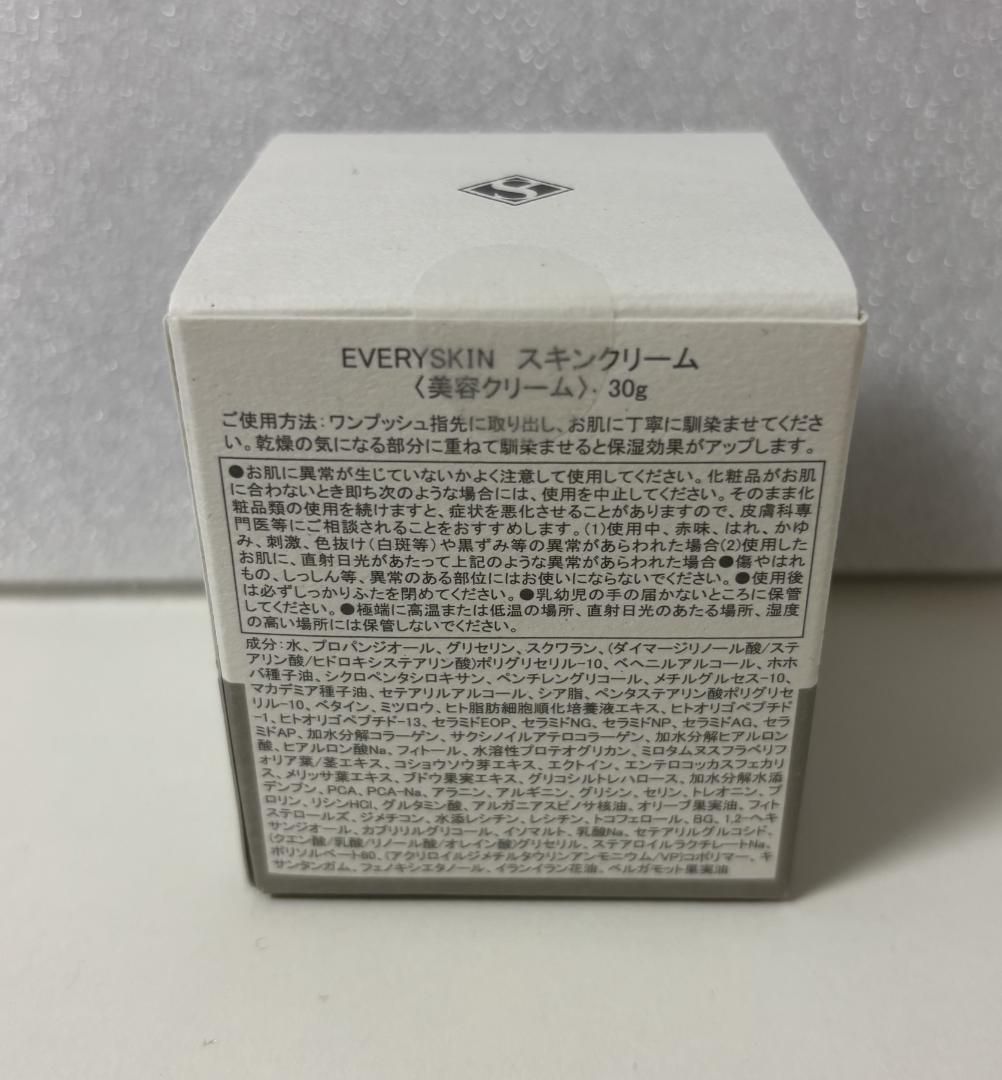 S
EVERYSKIN スキンクリーム
〈美容クリーム〉. 30g
ご使用方法：ワンプッシュ指先に取り出し、お肌に丁寧に馴染ませてくださ
い。乾燥の気になる部分に重ねて馴染ませると保湿効果がアップします。
●お肌に異常が生じていないかよく注意して使用してください。化粧品がお肌
に合わないとき即ち次のような場合には、使用を中止してください。そのまま化
粧品類の使用を続けますと、症状を悪化させることがありますので、皮膚科専
門医等にご相談されることをおすすめします。(1)使用中、赤味、はれ、かゆ
み、刺激、色抜け(白斑等)や黒ずみ等の異常があらわれた場合(2)使用した
お肌に、直射日光があたって上記のような異常があらわれた場合●傷やはれ
もの、しっしん等、異常のある部位にはお使いにならないでください。●使用後
は必ずしっかりふたを閉めてください。●乳幼児の手の届かないところに保管
してください。●極端に高温または低温の場所、直射日光のあたる場所、湿度
の高い場所には保管しないでください。
成分：水、プロパンジオール、グリセリン、スクワラン、(ダイマージリノール酸/ステ
アリン酸/ヒドロキシステアリン酸)ポリグリセリル-10、ベヘニルアルコール、ホホ
バ種子油、シクロペンタシロキサン、ペンチレングリコール、メチルグルセス-10、
マカデミア種子油、セテアリルアルコール、シア脂、ペンタステアリン酸ポリグリセ
リル-10、ベタイン、ミツロウ、ヒト脂肪細胞順化培養液エキス、ヒトオリゴペプチド
-1、ヒトオリゴペプチド-13、セラミドEOP、セラミドNG、セラミドNP、セラミドAG、セラ
ミドAP、加水分解コラーゲン、サクシノイルアテロコラーゲン、加水分解ヒアルロン
酸、ヒアルロン酸Na、フィトール、水溶性プロテオグリカン、ミロタムヌスフラベリフ
ォリア葉/茎エキス、コショウソウ芽エキス、エクトイン、エンテロコッカスフェカリ
ス、メリッサ葉エキス、ブドウ果実エキス、グリコシルトレハロース、加水分解水添
デンプン、PCA、PCA-Na、アラニン、アルギニン、グリシン、セリン、トレオニン、プ
ロリン、リシンHCl、グルタミン酸、アルガニアスピノサ核油、オリーブ果実油、フィト
ステロールズ、ジメチコン、水添レシチン、レシチン、トコフェロール、BG、1,2-ヘキ
サンジオール、カプリリルグリコール、イソマルト、乳酸Na、セテアリルグルコシド、
(クエン酸/乳酸/リノール酸/オレイン酸)グリセリル、ステアロイルラクチレートNa、
ポリソルベート60、(アクリロイルジメチルタウリンアンモニウム/VP)コポリマー、キ
サンタンガム、フェノキシエタノール、イランイラン花油、ベルガモット果実油